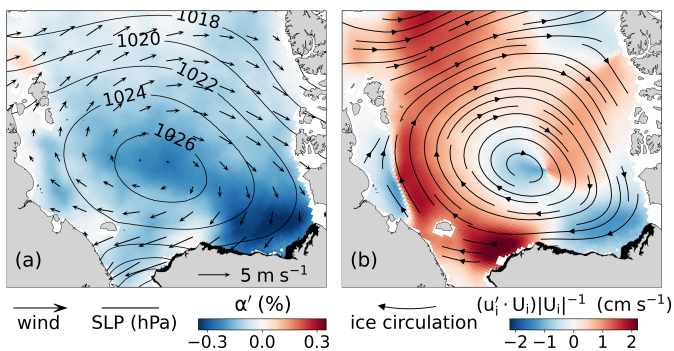 1018
1020
1022
1024
1026
(a)
5 m s⁻¹
wind
SLP (hPa)
α′ (%)
−0.3
0.0
0.3
(b)
ice circulation
(u′ᵢ · Uᵢ)|Uᵢ|⁻¹ (cm s⁻¹)
−2
−1
0
1
2